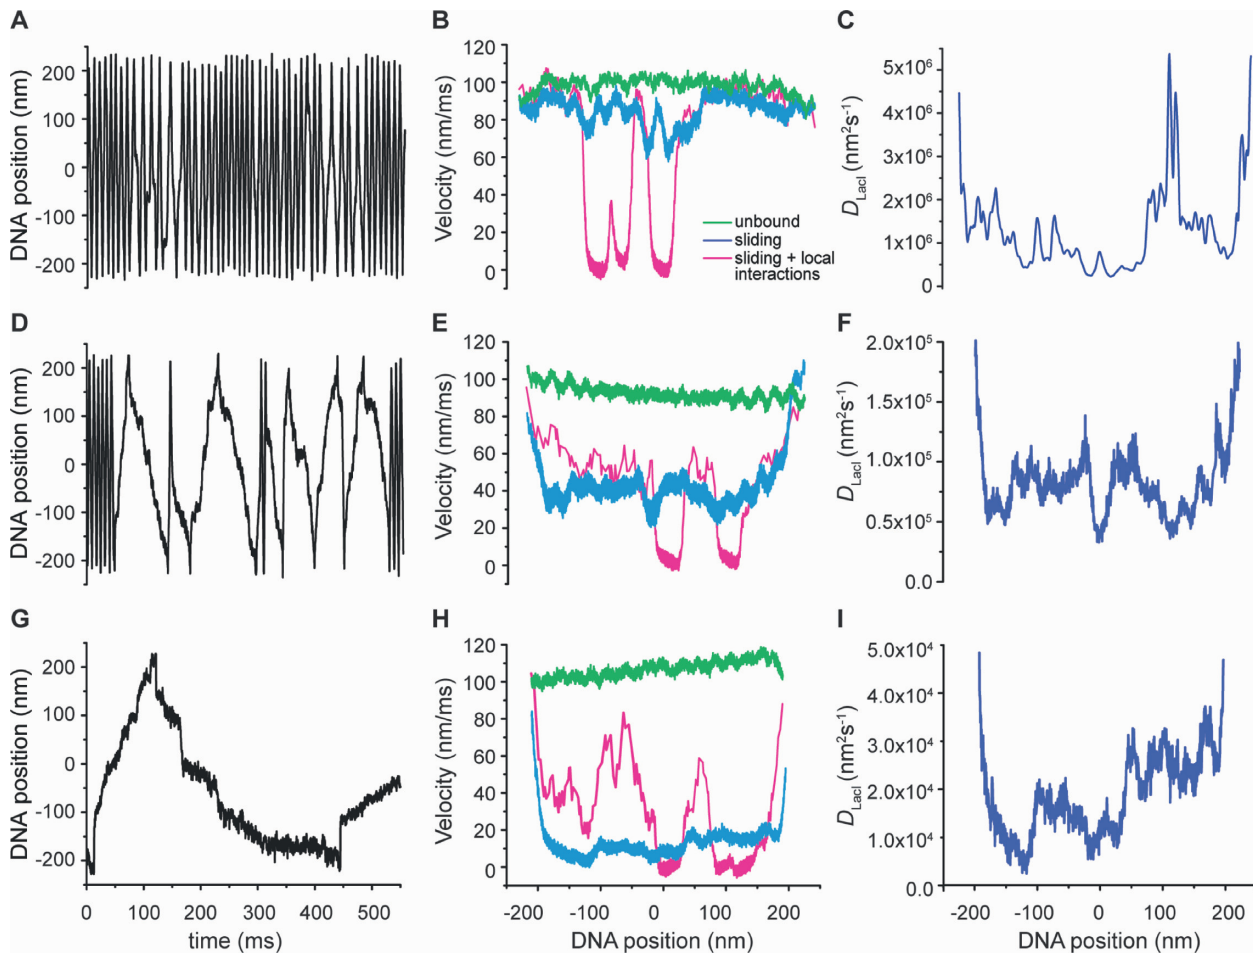 A
DNA position (nm)
200
100
0
-100
-200
B
Velocity (nm/ms)
120
100
80
60
40
20
0
unbound
sliding
sliding + local
interactions
C
D_LacI (nm²s⁻¹)
5x10⁶
4x10⁶
3x10⁶
2x10⁶
1x10⁶
0
D
DNA position (nm)
200
100
0
-100
-200
E
Velocity (nm/ms)
120
100
80
60
40
20
0
F
D_LacI (nm²s⁻¹)
2.0x10⁵
1.5x10⁵
1.0x10⁵
0.5x10⁵
0.0
G
DNA position (nm)
200
100
0
-100
-200
0 100 200 300 400 500
time (ms)
H
Velocity (nm/ms)
120
100
80
60
40
20
0
-200 -100 0 100 200
DNA position (nm)
I
D_LacI (nm²s⁻¹)
5.0x10⁴
4.0x10⁴
3.0x10⁴
2.0x10⁴
1.0x10⁴
0.0
-200 -100 0 100 200
DNA position (nm)